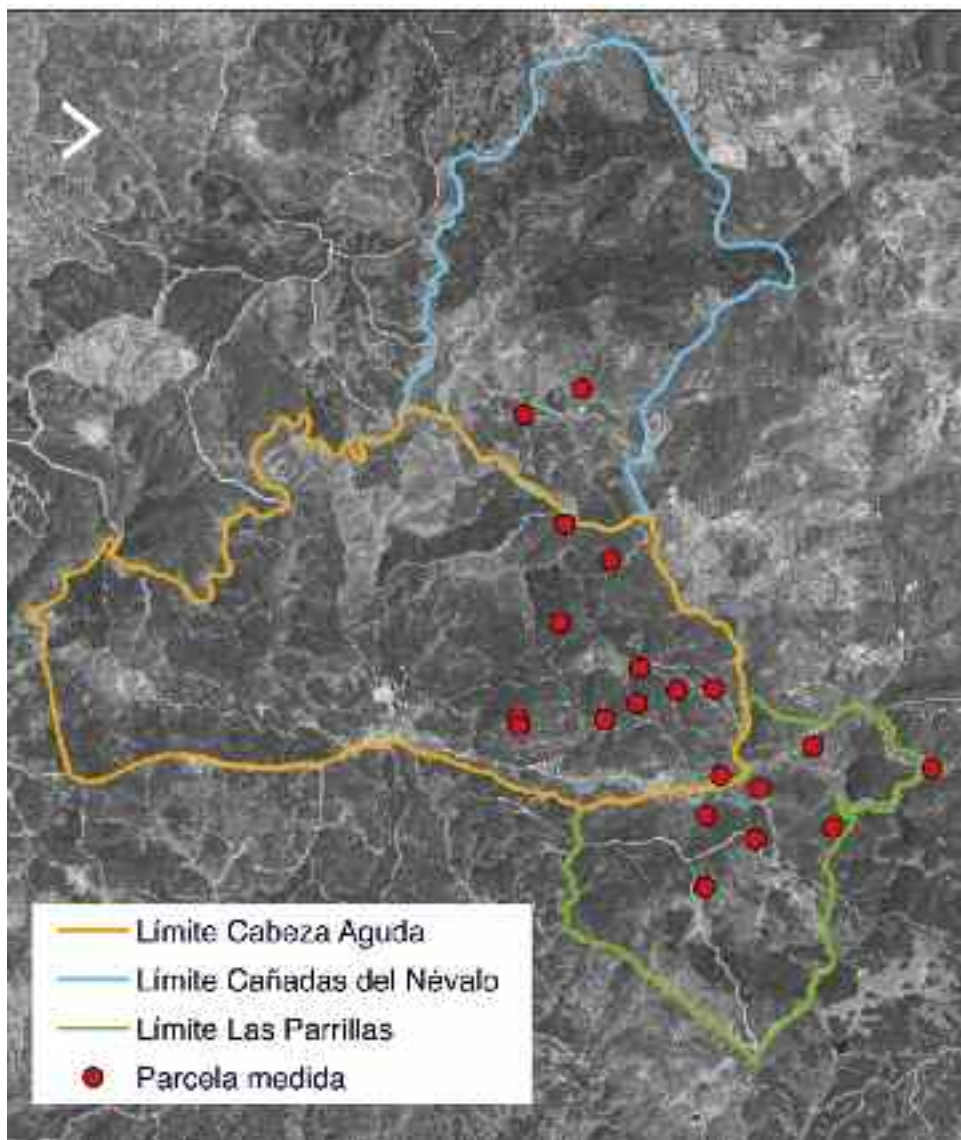 Límite Cabeza Aguda
Límite Cañadas del Névalo
Límite Las Parrillas
Parcela medida